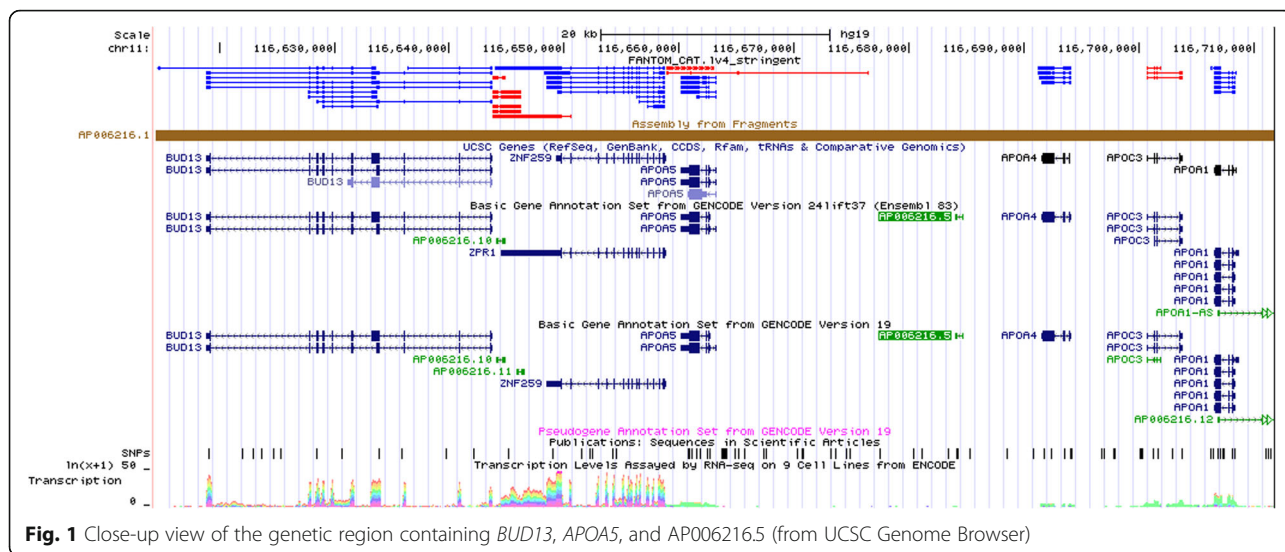 Scale 20 kb hg19
chr11: 116,630,000 116,640,000 116,650,000 116,660,000 116,670,000 116,680,000 116,690,000 116,700,000 116,710,000
FANTOM_CAT.lv4_stringent
Assembly from Fragments
AP006216.1
UCSC Genes (RefSeq, GenBank, CCDS, Rfam, tRNAs & Comparative Genomics)
BUD13 ZNF259 APOA4 APOC3
BUD13 APOA5 APOA1
BUD13 APOA5
APOA5
Basic Gene Annotation Set from GENCODE Version 24lift37 (Ensembl 83)
BUD13 APOA5 AP006216.5 APOA4 APOC3
BUD13 APOA5 APOC3
AP006216.10 APOC3
ZPR1 APOA1
APOA1
APOA1
APOA1
APOA1
APOA1-AS
Basic Gene Annotation Set from GENCODE Version 19
BUD13 APOA5 AP006216.5 APOA4 APOC3
BUD13 APOA5 APOC3
AP006216.10 APOC3 APOA1
AP006216.11 APOA1
ZNF259 APOA1
APOA1
APOA1
AP006216.12
Pseudogene Annotation Set from GENCODE Version 19
Publications: Sequences in Scientific Articles
SNPs
Transcription Levels Assayed by RNA-seq on 9 Cell Lines from ENCODE
ln(x+1) 50 _
Transcription
0 _
Fig. 1 Close-up view of the genetic region containing BUD13, APOA5, and AP006216.5 (from UCSC Genome Browser)